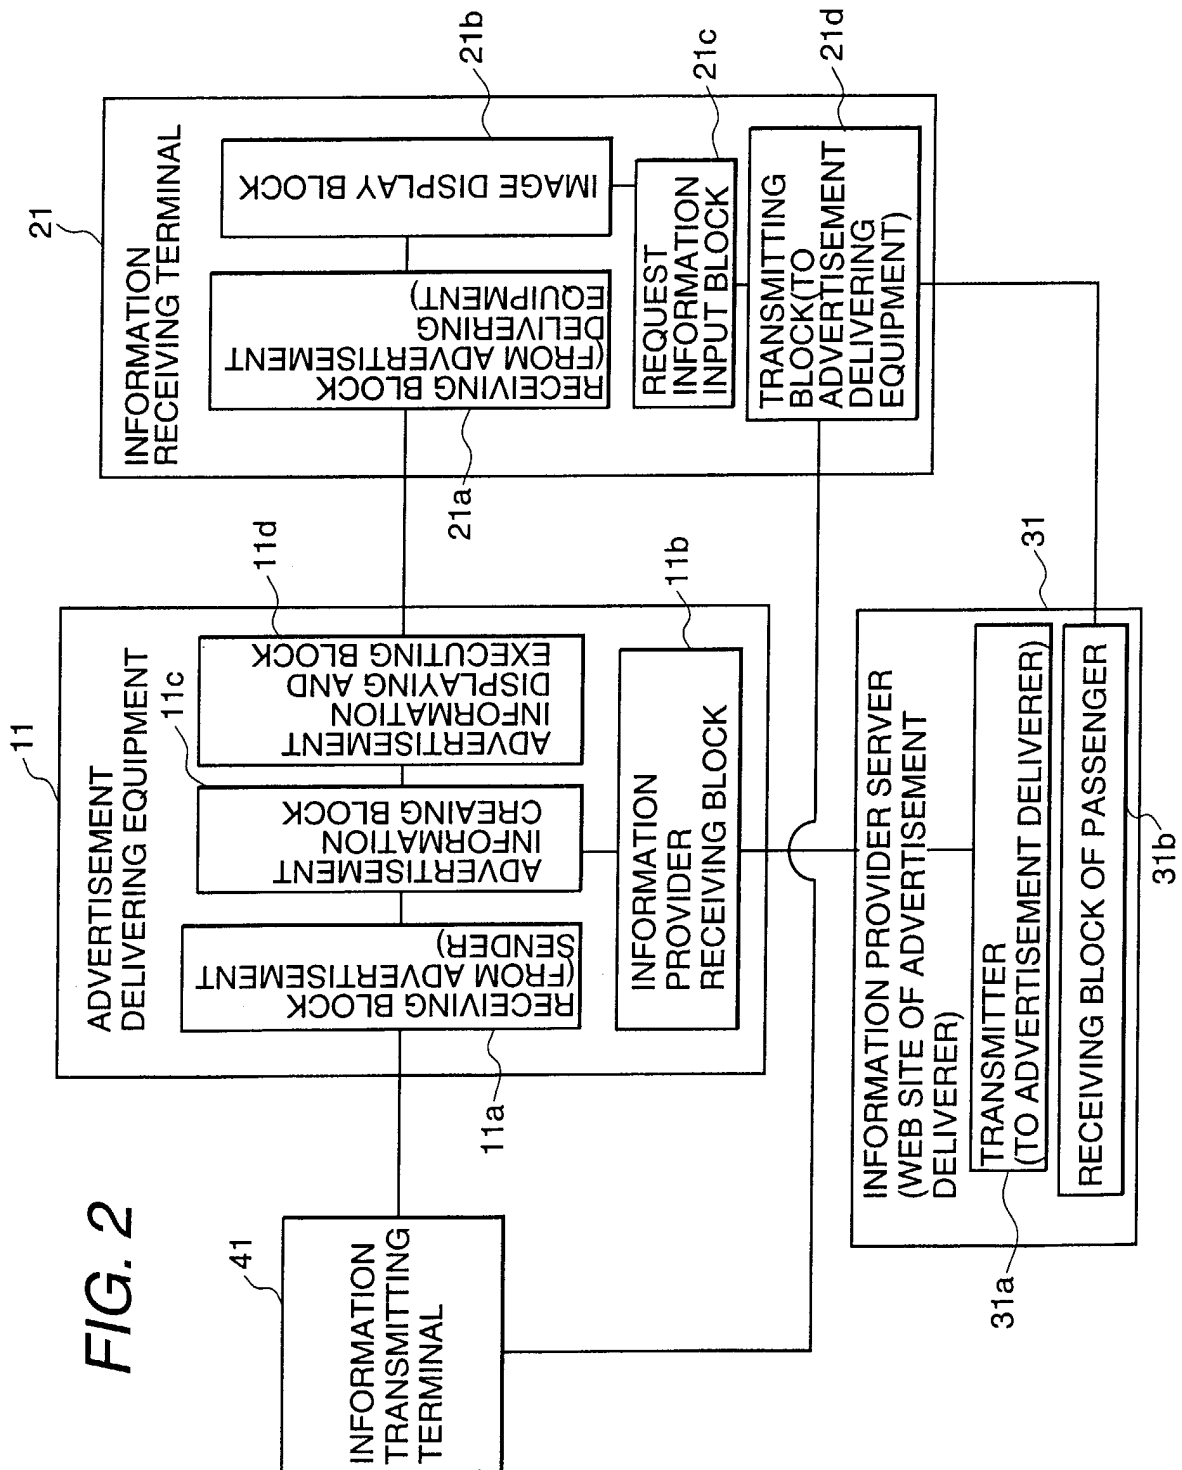 FIG. 2
41
INFORMATION
TRANSMITTING
TERMINAL
11
ADVERTISEMENT
DELIVERING EQUIPMENT
RECEIVING BLOCK
(FROM ADVERTISEMENT
SENDER)
11a
ADVERTISEMENT
INFORMATION
CREAING BLOCK
11c
ADVERTISEMENT
INFORMATION
DISPLAYING AND
EXECUTING BLOCK
11d
INFORMATION
PROVIDER
RECEIVING BLOCK
11b
21
INFORMATION
RECEIVING TERMINAL
RECEIVING BLOCK
(FROM ADVERTISEMENT
DELIVERING
EQUIPMENT)
21a
IMAGE DISPLAY BLOCK
21b
REQUEST
INFORMATION
INPUT BLOCK
21c
TRANSMITTING
BLOCK(TO
ADVERTISEMENT
DELIVERING
EQUIPMENT)
21d
INFORMATION PROVIDER SERVER
(WEB SITE OF ADVERTISEMENT
DELIVERER)
31
TRANSMITTER
(TO ADVERTISEMENT DELIVERER)
31a
RECEIVING BLOCK OF PASSENGER
31b